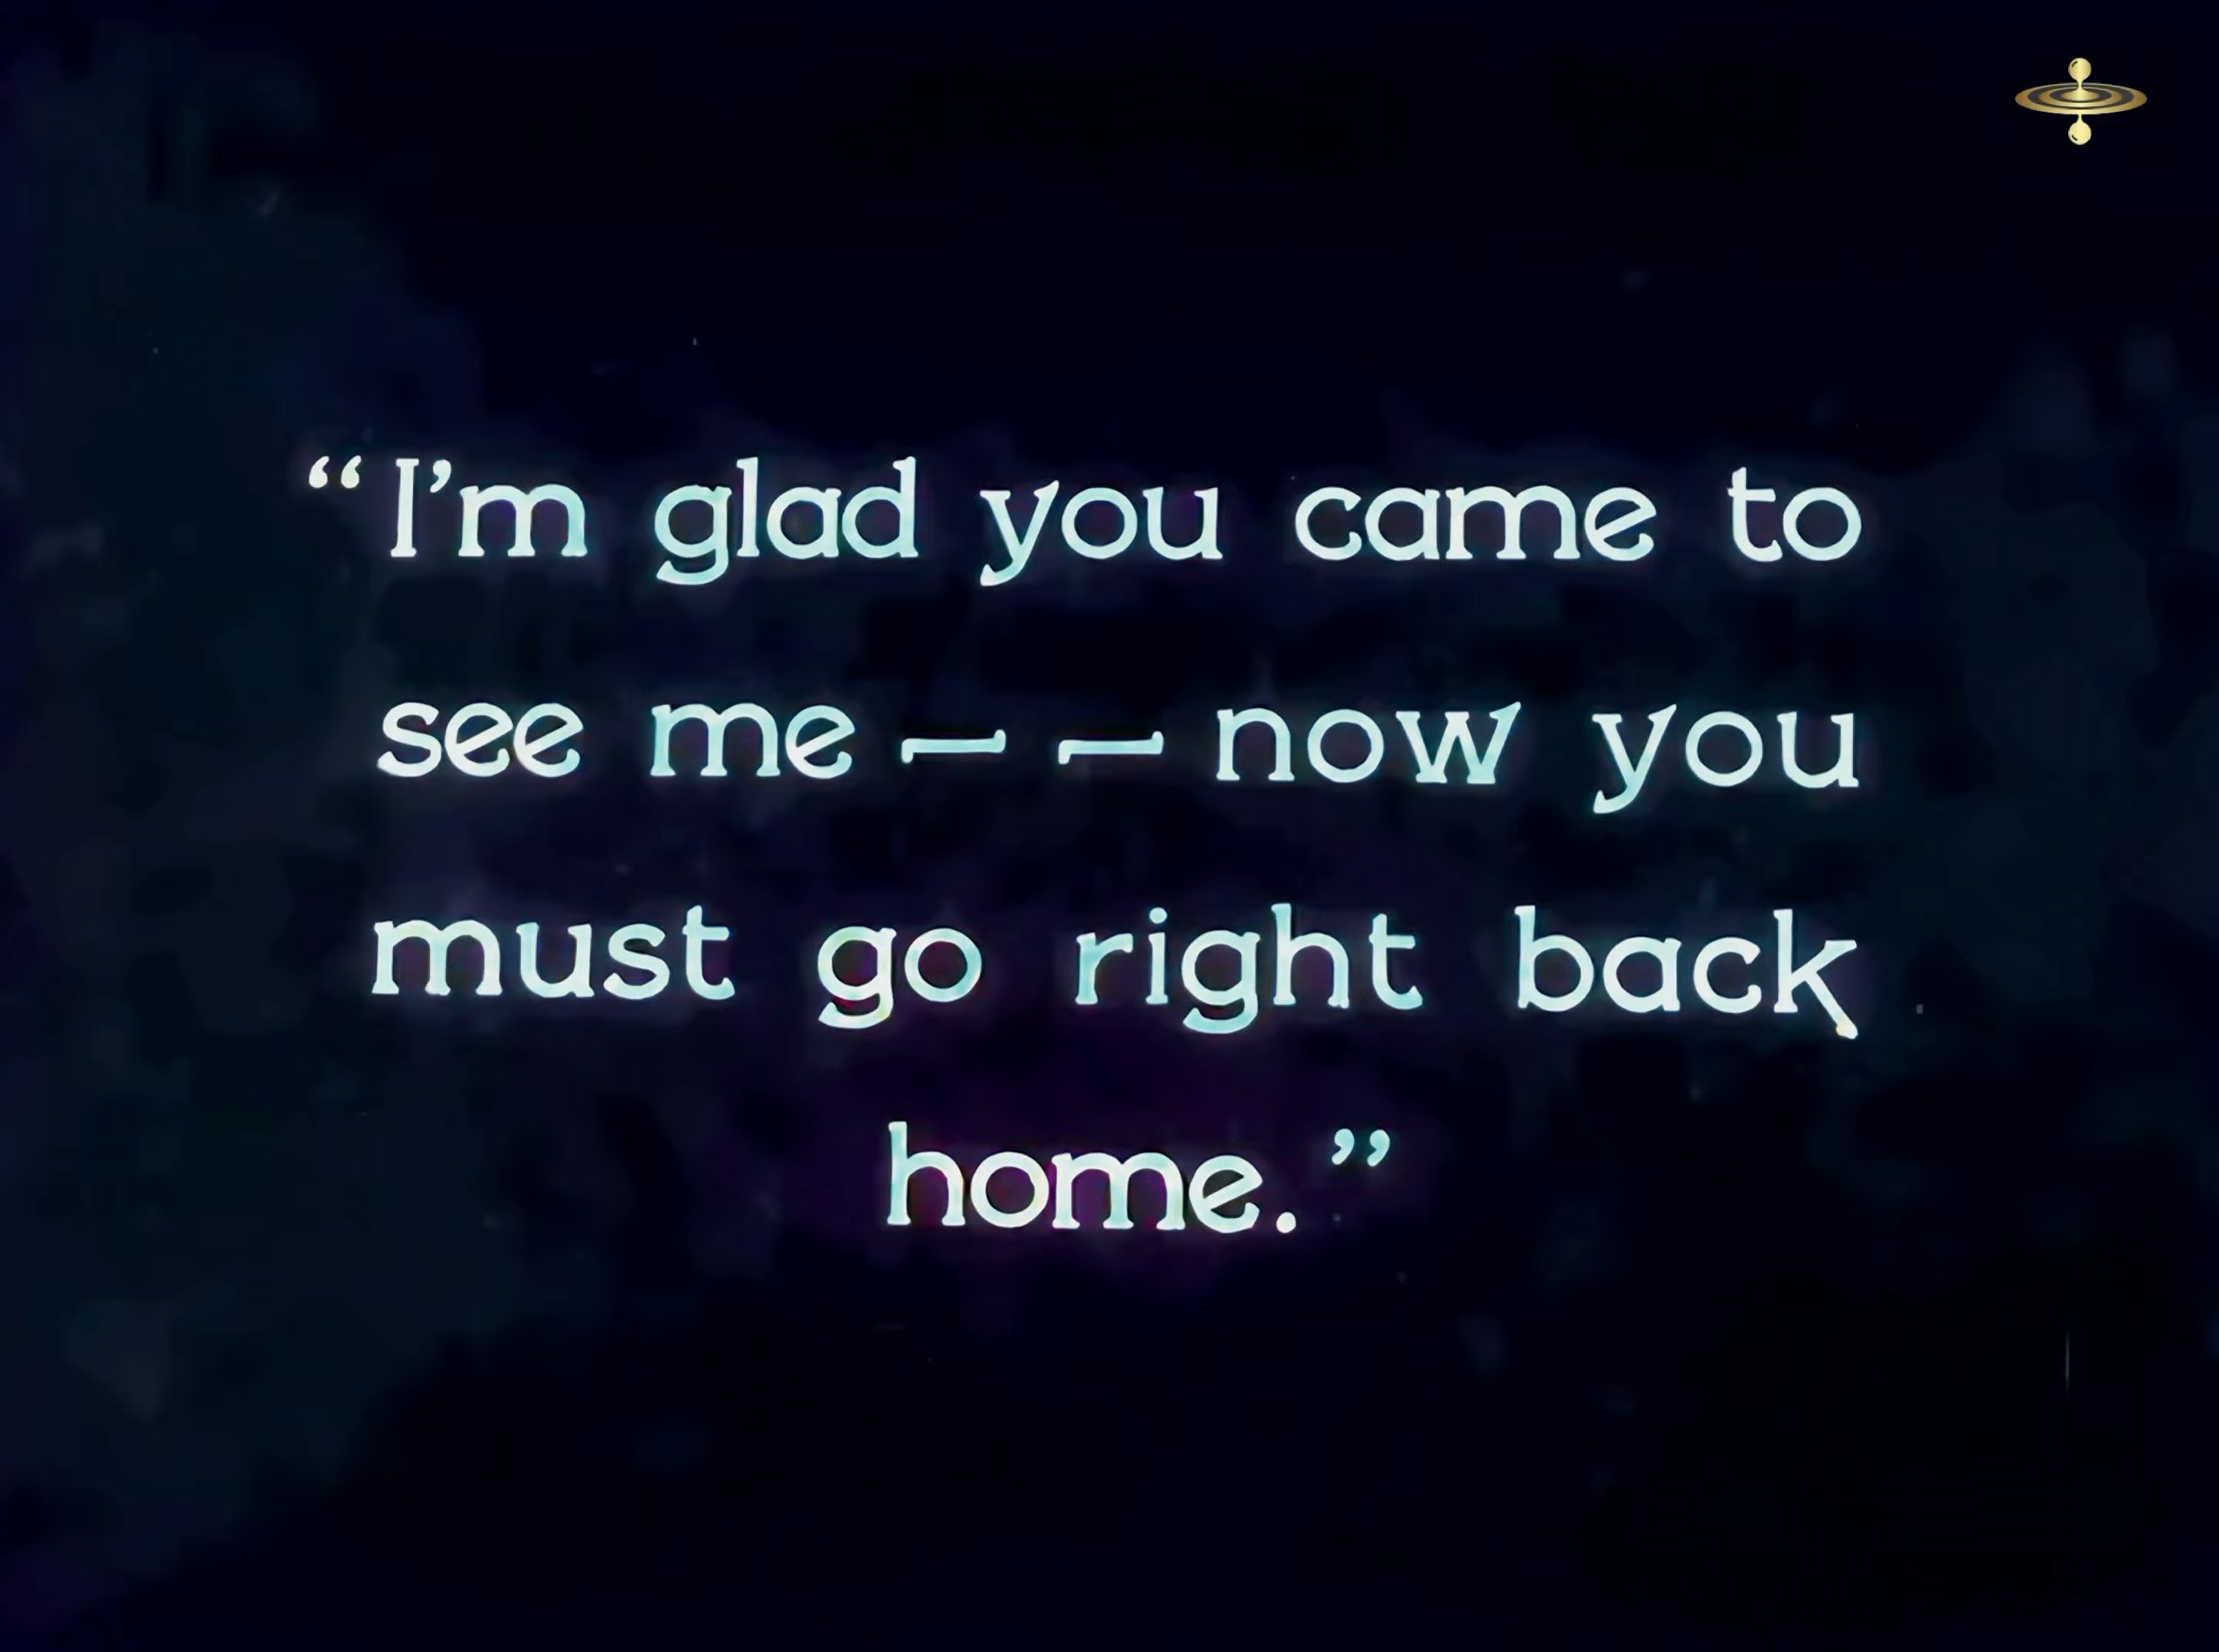 “I’m glad you came to
see me — — now you
must go right back
home.”